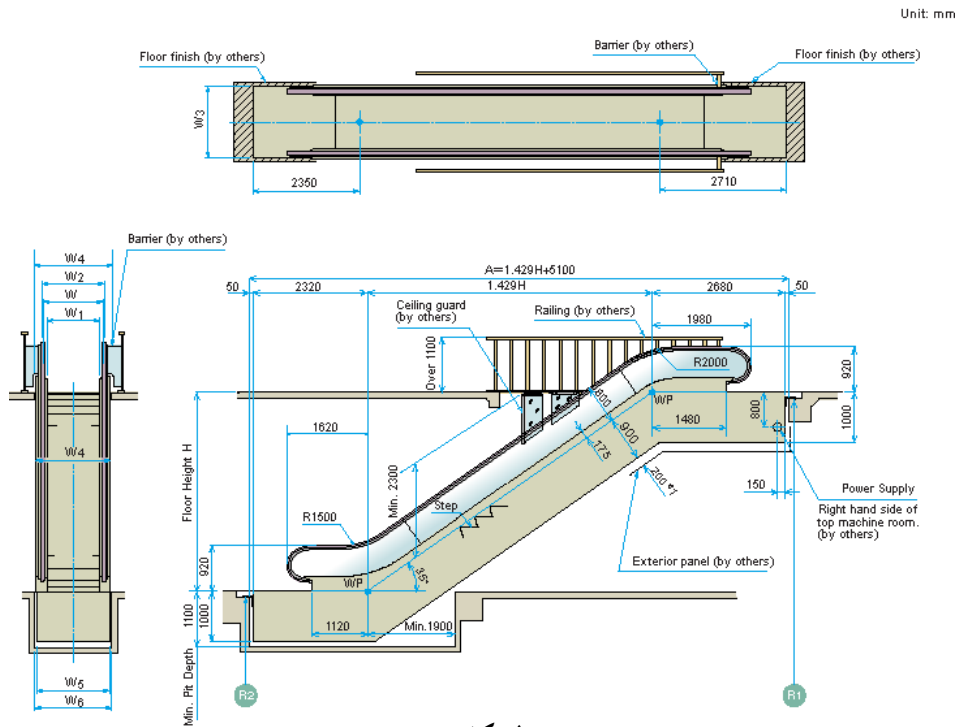 Unit: mm
Floor finish (by others)
Barrier (by others)
Floor finish (by others)
W3
2350
2710
Barrier (by others)
W4
W2
W
W1
W4
W5
W6
A=1.429H+5100
50
2320
1.429H
2680
50
Ceiling guard
(by others)
Railing (by others)
1980
Over 1100
R2000
920
WP
800
800
1000
1480
900
175
200 *1
1620
Min. 2300
150
Power Supply
Right hand side of
top machine room.
(by others)
Floor Height H
R1500
Step
Exterior panel (by others)
920
WP
35°
1100
1000
1120
Min.1900
Min. Pit Depth
R2
R1